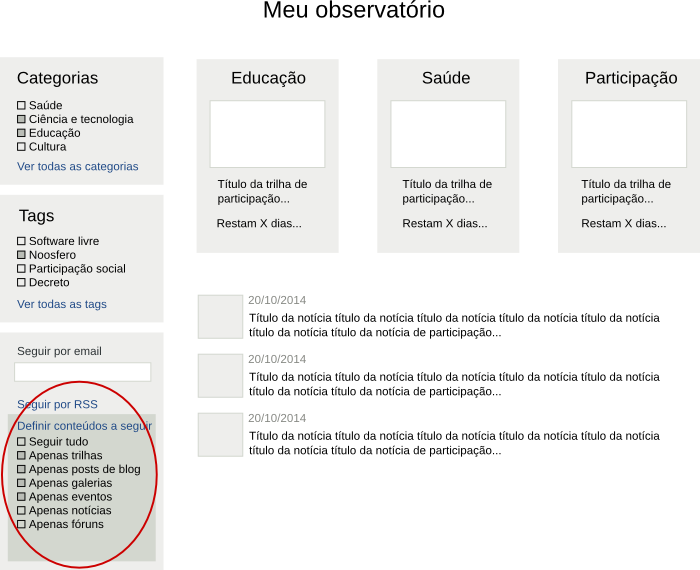 Meu observatório
Categorias
Saúde
Ciência e tecnologia
Educação
Cultura
Ver todas as categorias
Tags
Software livre
Noosfero
Participação social
Decreto
Ver todas as tags
Seguir por email
Seguir por RSS
Definir conteúdos a seguir
Seguir tudo
Apenas trilhas
Apenas posts de blog
Apenas galerias
Apenas eventos
Apenas notícias
Apenas fóruns
Educação
Título da trilha de
participação...
Restam X dias...
Saúde
Título da trilha de
participação...
Restam X dias...
Participação
Título da trilha de
participação...
Restam X dias...
20/10/2014
Título da notícia título da notícia título da notícia título da notícia título da notícia
título da notícia título da notícia de participação...
20/10/2014
Título da notícia título da notícia título da notícia título da notícia título da notícia
título da notícia título da notícia de participação...
20/10/2014
Título da notícia título da notícia título da notícia título da notícia título da notícia
título da notícia título da notícia de participação...